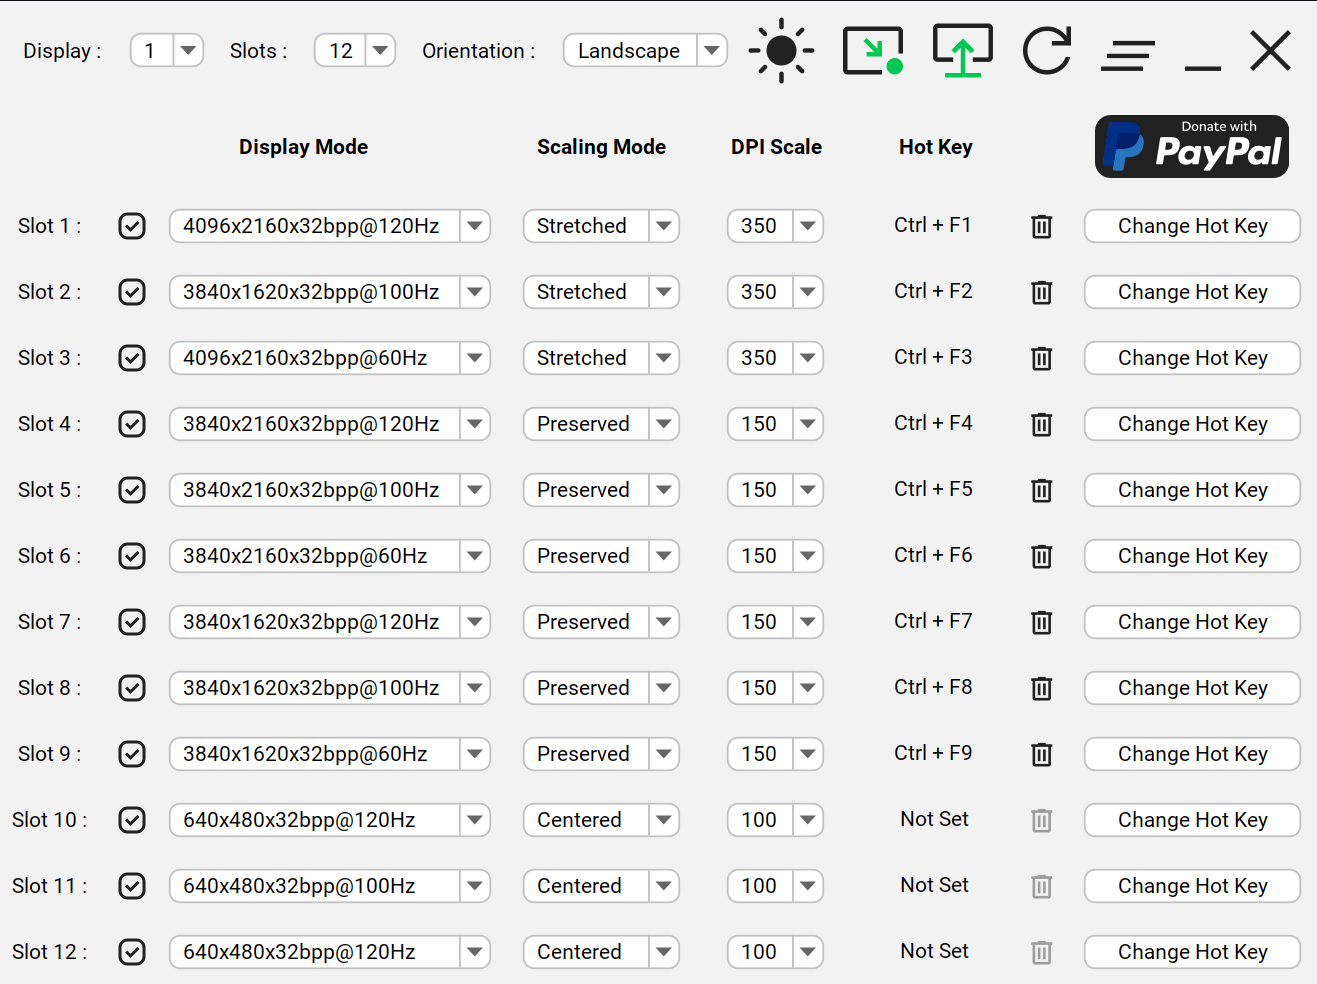 Display : 1 Slots : 12 Orientation : Landscape
Display Mode Scaling Mode DPI Scale Hot Key Donate with PayPal
Slot 1 : 4096x2160x32bpp@120Hz Stretched 350 Ctrl + F1 Change Hot Key
Slot 2 : 3840x1620x32bpp@100Hz Stretched 350 Ctrl + F2 Change Hot Key
Slot 3 : 4096x2160x32bpp@60Hz Stretched 350 Ctrl + F3 Change Hot Key
Slot 4 : 3840x2160x32bpp@120Hz Preserved 150 Ctrl + F4 Change Hot Key
Slot 5 : 3840x2160x32bpp@100Hz Preserved 150 Ctrl + F5 Change Hot Key
Slot 6 : 3840x2160x32bpp@60Hz Preserved 150 Ctrl + F6 Change Hot Key
Slot 7 : 3840x1620x32bpp@120Hz Preserved 150 Ctrl + F7 Change Hot Key
Slot 8 : 3840x1620x32bpp@100Hz Preserved 150 Ctrl + F8 Change Hot Key
Slot 9 : 3840x1620x32bpp@60Hz Preserved 150 Ctrl + F9 Change Hot Key
Slot 10 : 640x480x32bpp@120Hz Centered 100 Not Set Change Hot Key
Slot 11 : 640x480x32bpp@100Hz Centered 100 Not Set Change Hot Key
Slot 12 : 640x480x32bpp@120Hz Centered 100 Not Set Change Hot Key